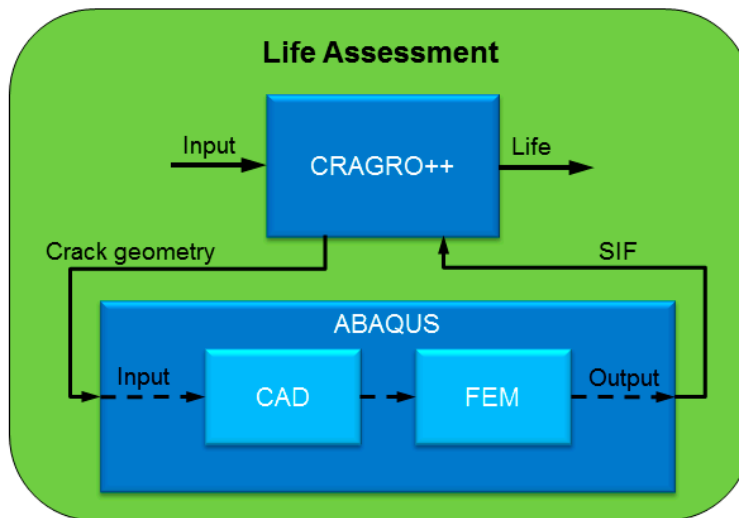 Life Assessment
Input
CRAGRO++
Life
Crack geometry
SIF
ABAQUS
Input
CAD
FEM
Output